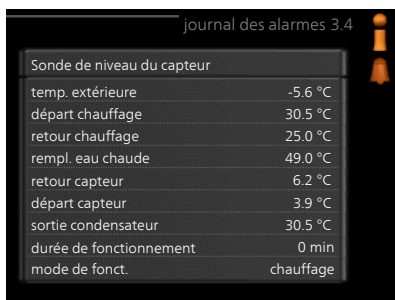 journal des alarmes 3.4
Sonde de niveau du capteur
temp. extérieure -5.6 °C
départ chauffage 30.5 °C
retour chauffage 25.0 °C
rempl. eau chaude 49.0 °C
retour capteur 6.2 °C
départ capteur 3.9 °C
sortie condensateur 30.5 °C
durée de fonctionnement 0 min
mode de fonct. chauffage